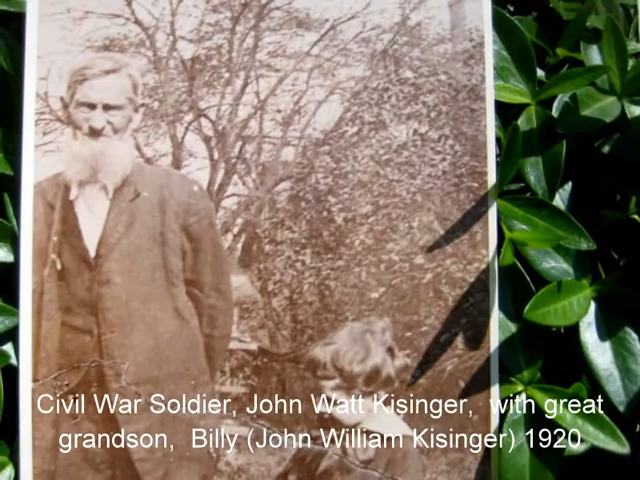 Civil War Soldier, John Watt Kisinger,  with great
grandson,  Billy (John William Kisinger) 1920